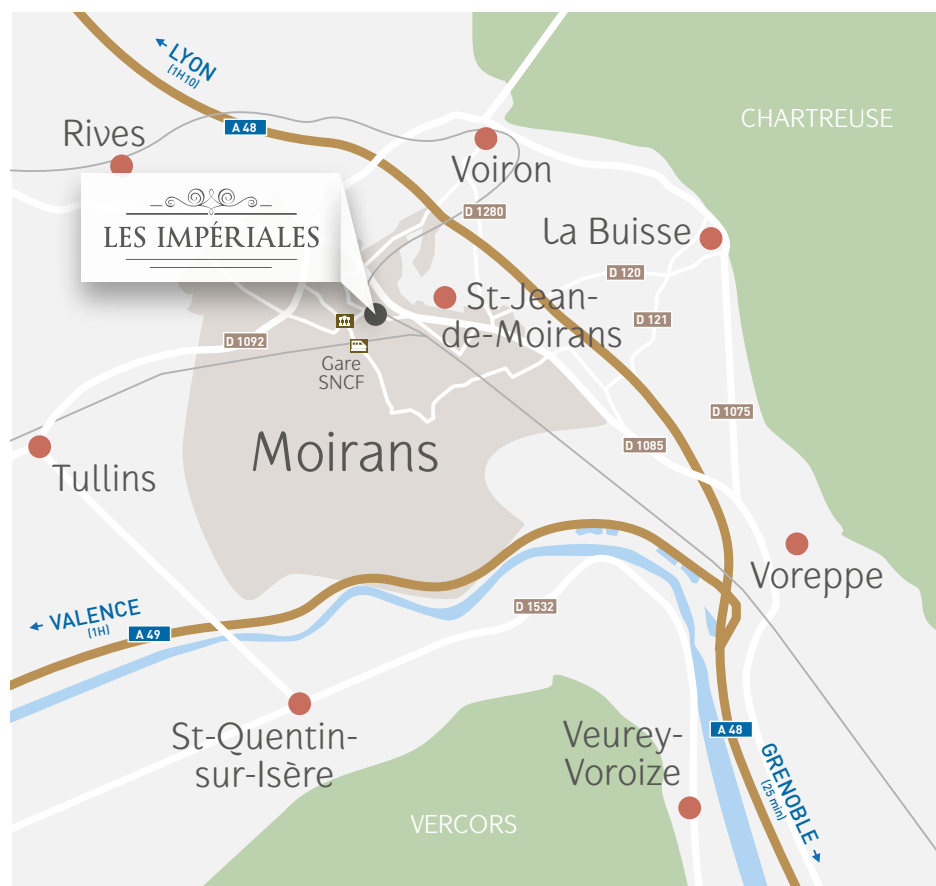 LYON
(1H10)
CHARTREUSE
A 48
Rives
Voiron
D 1280
LES IMPÉRIALES
La Buisse
D 120
St-Jean-
de-Moirans
D 121
D 1092
Gare
SNCF
D 1075
Moirans
D 1085
Tullins
Voreppe
VALENCE
(1H)
A 49
D 1532
St-Quentin-
sur-Isère
Veurey-
Voroize
A 48
GRENOBLE
(25 min)
VERCORS